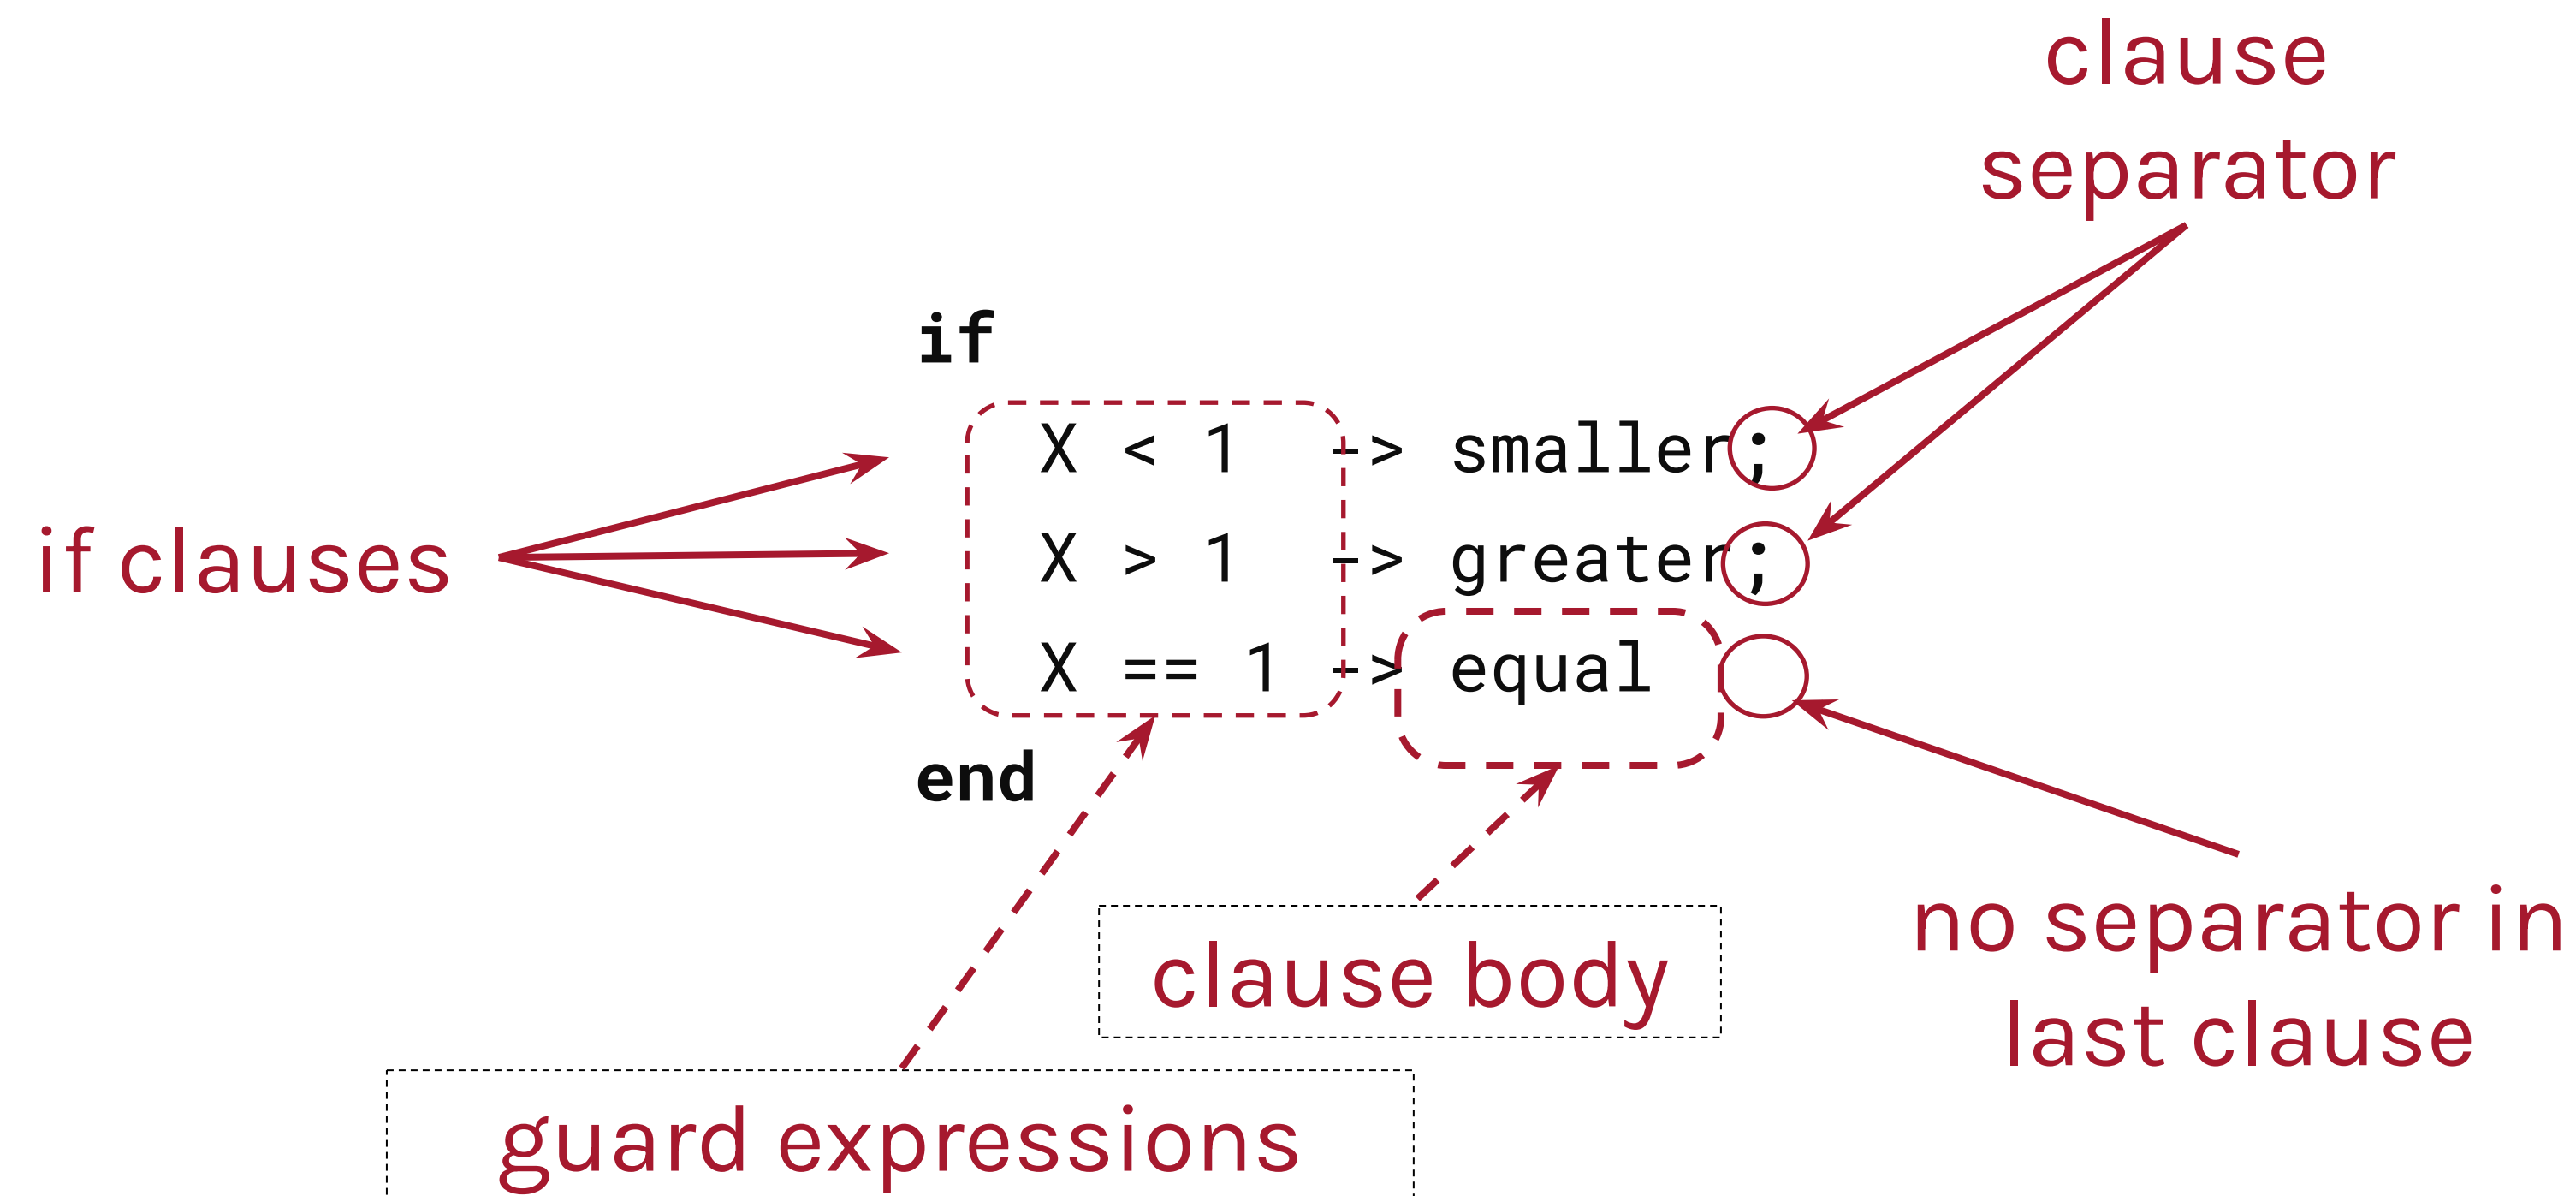 clause
separator
if
X < 1 -> smaller;
X > 1 -> greater;
if clauses
X == 1 -> equal
end
clause body
no separator in
last clause
guard expressions